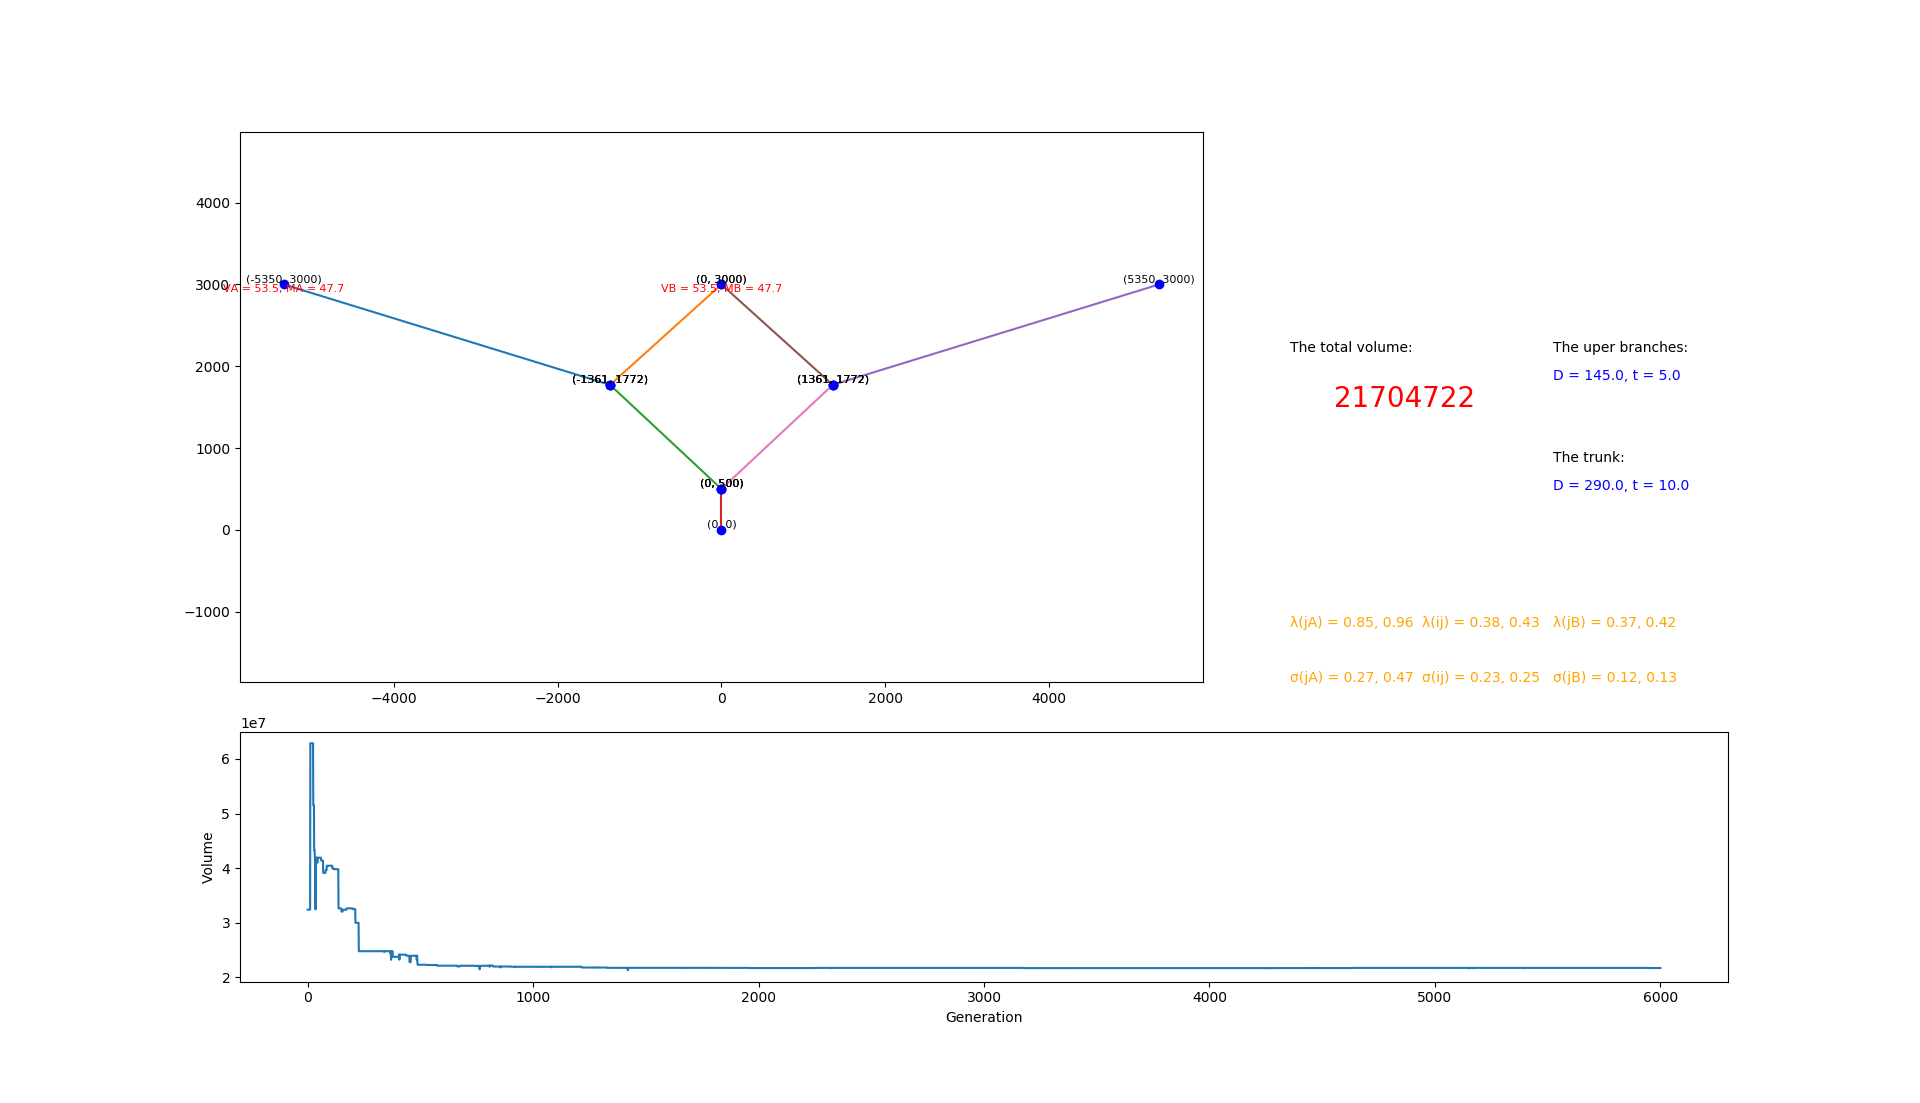 4000
3000
2000
1000
0
−1000
−4000
−2000
0
2000
4000
(-5350, 3000)
VA = 53.5, MA = 47.7
(0, 3000)
VB = 53.5, MB = 47.7
(5350, 3000)
(-1361, 1772)
(1361, 1772)
(0, 500)
(0, 0)
The total volume:
21704722
The uper branches:
D = 145.0, t = 5.0
The trunk:
D = 290.0, t = 10.0
λ(jA) = 0.85, 0.96 λ(ij) = 0.38, 0.43 λ(jB) = 0.37, 0.42
σ(jA) = 0.27, 0.47 σ(ij) = 0.23, 0.25 σ(jB) = 0.12, 0.13
1e7
6
5
4
3
2
Volume
0
1000
2000
3000
4000
5000
6000
Generation